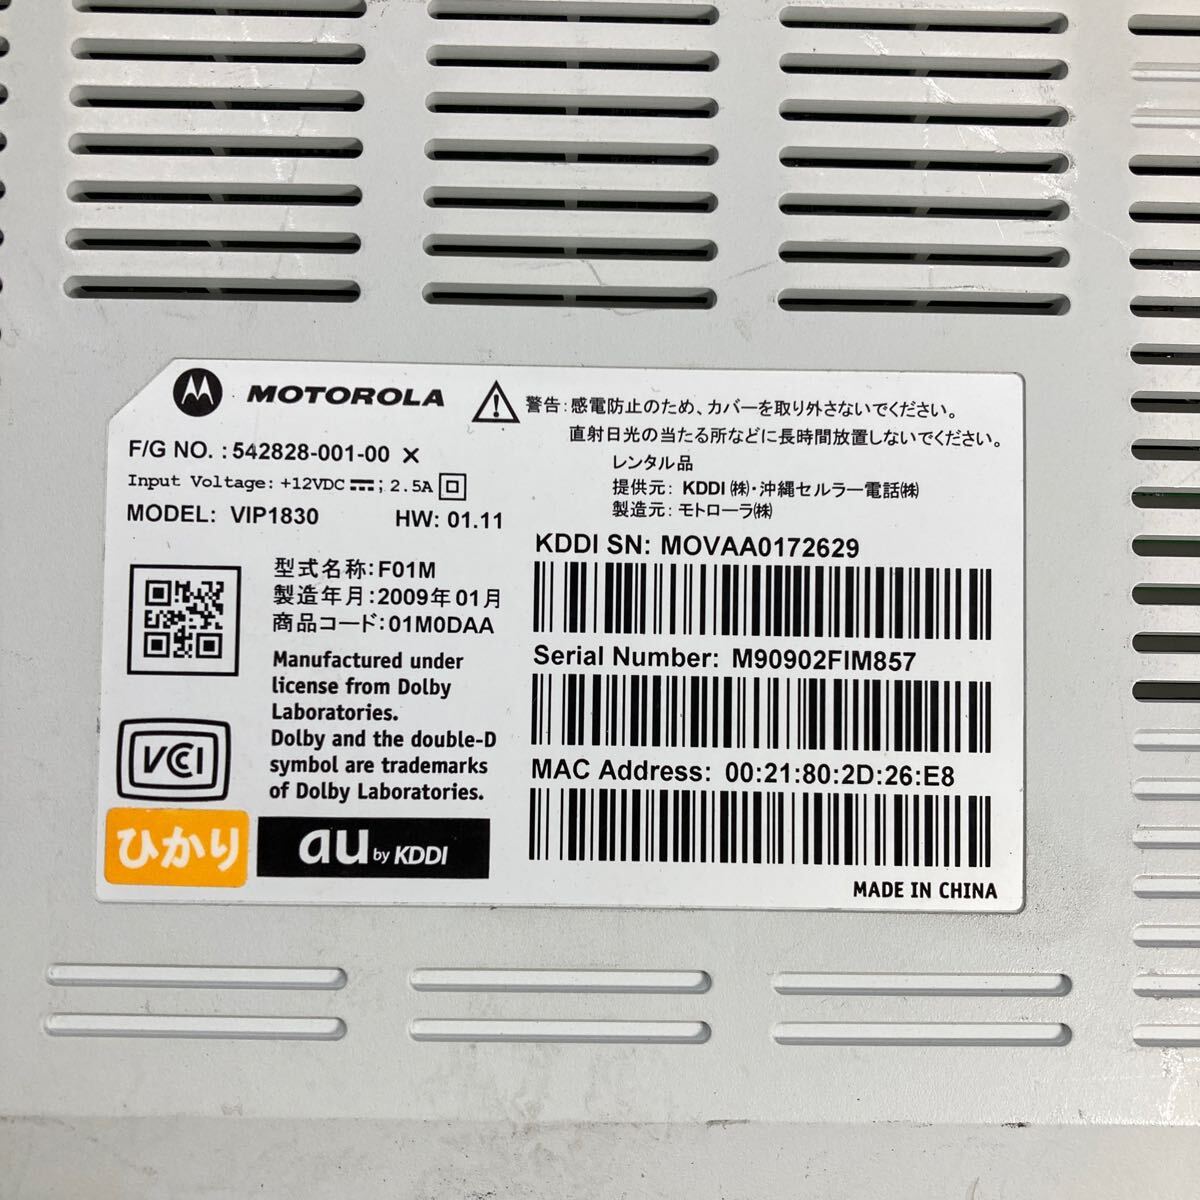 MOTOROLA
警告:感電防止のため、カバーを取り外さないでください。
直射日光の当たる所などに長時間放置しないでください。
F/G NO. : 542828-001-00 X
Input Voltage: +12VDC ; 2.5A
MODEL: VIP1830 HW: 01.11
レンタル品
提供元: KDDI (株)・沖縄セルラー電話(株)
製造元: モトローラ(株)
型式名称:F01M
製造年月:2009年01月
商品コード:01M0DAA
Manufactured under
license from Dolby
Laboratories.
Dolby and the double-D
symbol are trademarks
of Dolby Laboratories.
VCCI
ひかり
au by KDDI
KDDI SN: MOVAA0172629
Serial Number: M90902FIM857
MAC Address: 00:21:80:2D:26:E8
MADE IN CHINA